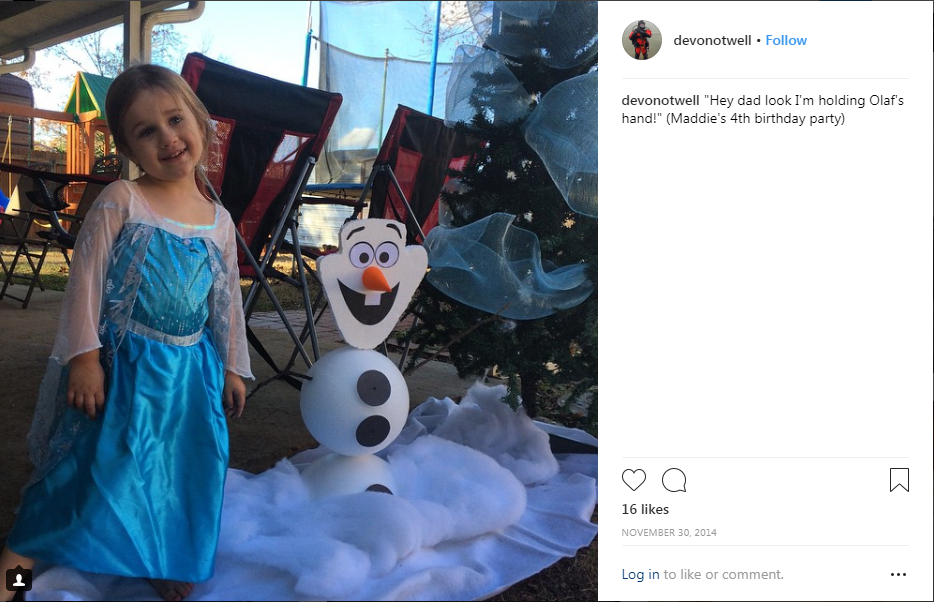 devonotwell • Follow
devonotwell "Hey dad look I'm holding Olaf's
hand!" (Maddie's 4th birthday party)
16 likes
NOVEMBER 30, 2014
Log in to like or comment.